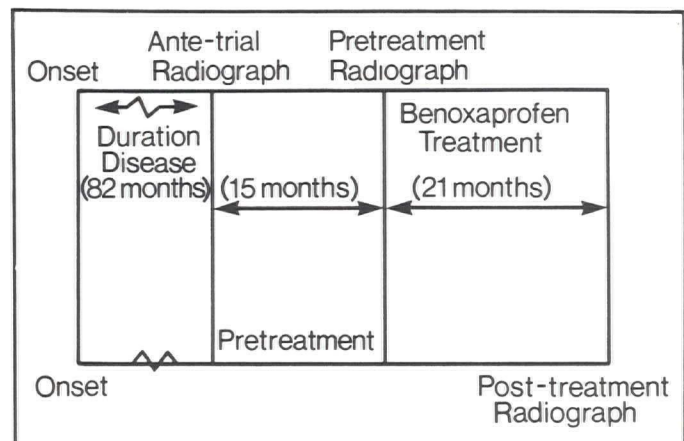 Ante-trial Pretreatment
Onset Radiograph Radiograph
Duration
Disease
(82 months) (15 months) (21 months)
Benoxaprofen
Treatment
Pretreatment
Onset Post-treatment
Radiograph